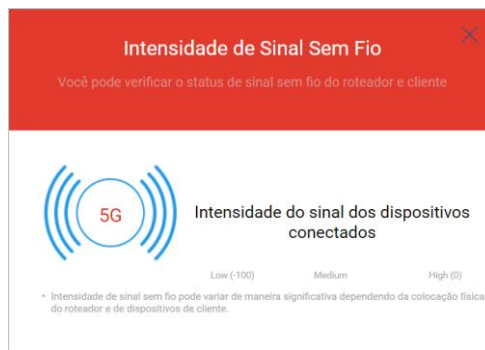 Intensidade de Sinal Sem Fio
Você pode verificar o status de sinal sem fio do roteador e cliente
5G
Intensidade do sinal dos dispositivos
conectados
Low (-100) Medium High (0)
• Intensidade de sinal sem fio pode variar de maneira significativa dependendo da colocação física
do roteador e de dispositivos de cliente.